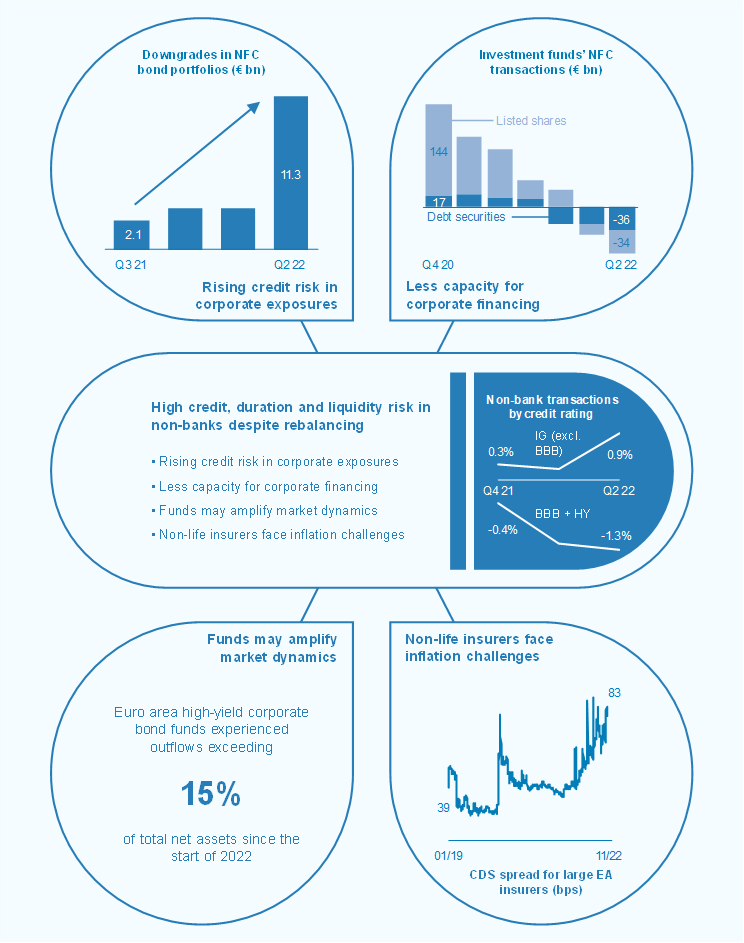 Downgrades in NFC
bond portfolios (€ bn)
11.3
2.1
Q3 21
Q2 22
Rising credit risk in
corporate exposures
Investment funds' NFC
transactions (€ bn)
Listed shares
144
17
Debt securities
-36
-34
Q4 20
Q2 22
Less capacity for
corporate financing
High credit, duration and liquidity risk in
non-banks despite rebalancing
▪ Rising credit risk in corporate exposures
▪ Less capacity for corporate financing
▪ Funds may amplify market dynamics
▪ Non-life insurers face inflation challenges
Non-bank transactions
by credit rating
IG (excl.
BBB)
0.3%
0.9%
Q4 21
Q2 22
BBB + HY
-0.4%
-1.3%
Funds may amplify
market dynamics
Euro area high-yield corporate
bond funds experienced
outflows exceeding
15%
of total net assets since the
start of 2022
Non-life insurers face
inflation challenges
83
39
01/19
11/22
CDS spread for large EA
insurers (bps)